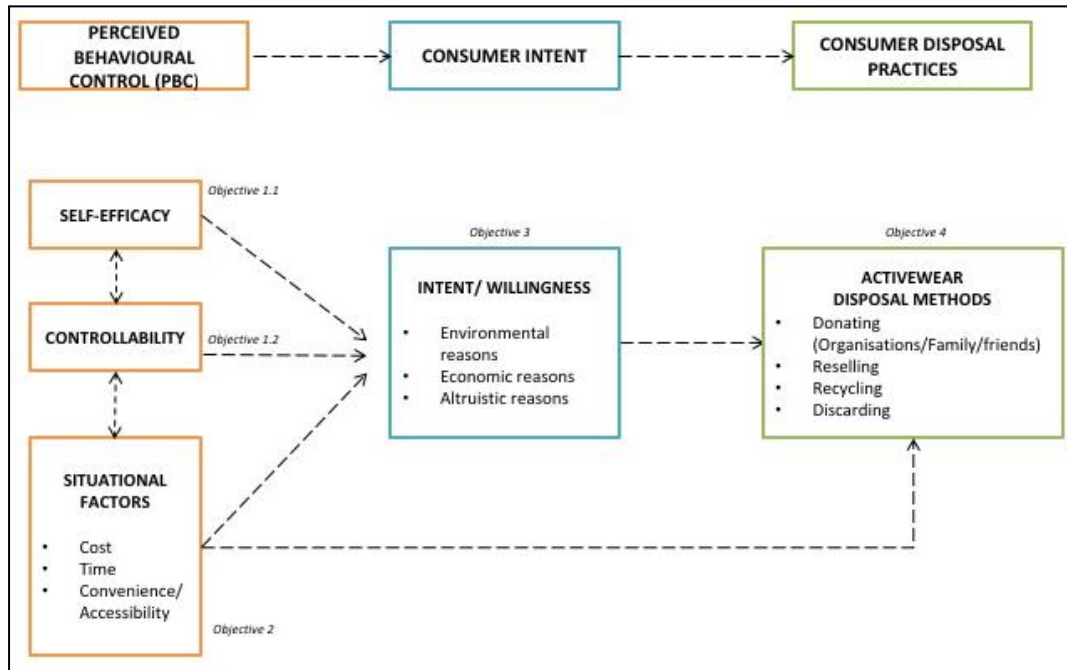 PERCEIVED
BEHAVIOURAL
CONTROL (PBC)
CONSUMER INTENT
CONSUMER DISPOSAL
PRACTICES
Objective 1.1
SELF-EFFICACY
Objective 1.2
CONTROLLABILITY
SITUATIONAL
FACTORS
• Cost
• Time
• Convenience/
Accessibility
Objective 2
Objective 3
INTENT/ WILLINGNESS
• Environmental
reasons
• Economic reasons
• Altruistic reasons
Objective 4
ACTIVEWEAR
DISPOSAL METHODS
• Donating
(Organisations/Family/friends)
• Reselling
• Recycling
• Discarding